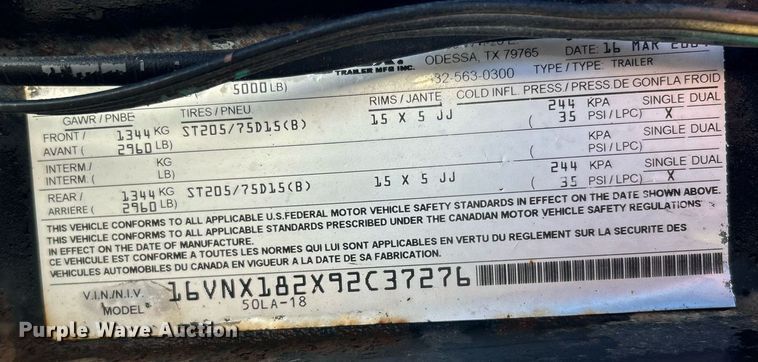 ODESSA, TX 79765 DATE: 16 MAR
TRAILER MFG INC. 32-563-0300 TYPE / TYPE: TRAILER
5000LB)
GAWR / PNBE TIRES / PNEU RIMS / JANTE COLD INFL. PRESS / PRESS DE GONFLA FROID
FRONT / 1344 KG ST205/75D15(B) 15 X 5 JJ 244 KPA SINGLE DUAL
AVANT ( 2960 LB) ( 35 PSI / LPC) X
INTERM. / KG
INTERM. ( LB)
REAR / 1344 KG ST205/75D15(B) 15 X 5 JJ 244 KPA SINGLE DUAL
ARRIERE ( 2960 LB) ( 35 PSI / LPC) X
THIS VEHICLE CONFORMS TO ALL APPLICABLE U.S.FEDERAL MOTOR VEHICLE SAFETY STANDARDS IN EFFECT ON THE DATE SHOWN ABOVE.
THIS VEHICLE CONFORMS TO ALL APPLICABLE STANDARDS PRESCRIBED UNDER THE CANADIAN MOTOR VEHICLE SAFETY REGULATIONS
IN EFFECT ON THE DATE OF MANUFACTURE.
CE VEHICULE EST CONFORME A TOUTES LES NORMES QUI LUI SONT APPLICABLES EN VERTU DU REGLEMENT SUR LA SECURITE DES
VEHICULES AUTOMOBILES DU CANADA EN VIGUEUR A LA DATE DE SA FABRICATION.
V.I.N./N.I.V. 16VNX182X92C37276
MODEL 50LA-18
Purple Wave Auction